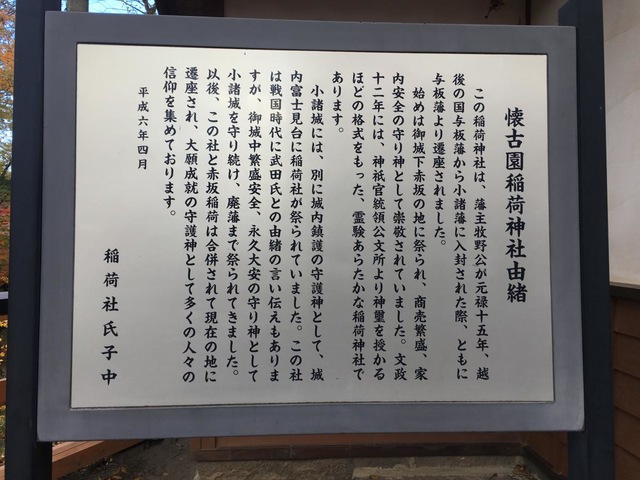 懐古園稲荷神社由緒
この稲荷神社は、藩主牧野公が元禄十五年、越
後の国与板藩から小諸藩に入封された際、ともに
与板藩より遷座されました。
始めは御城下赤坂の地に祭られ、商売繁盛、家
内安全の守り神として崇敬されていました。文政
十二年には、神祇官統領公文所より神璽を授かる
ほどの格式をもった、霊験あらたかな稲荷神社で
あります。
小諸城には、別に城内鎮護の守護神として、城
内富士見台に稲荷社が祭られていました。この社
は戦国時代に武田氏との由緒の言い伝えもありま
すが、御城中繁盛安全、永久大安の守り神として
小諸城を守り続け、廃藩まで祭られてきました。
以後、この社と赤坂稲荷は合併されて現在の地に
遷座され、大願成就の守護神として多くの人々の
信仰を集めております。
平成六年四月
稲荷社氏子中